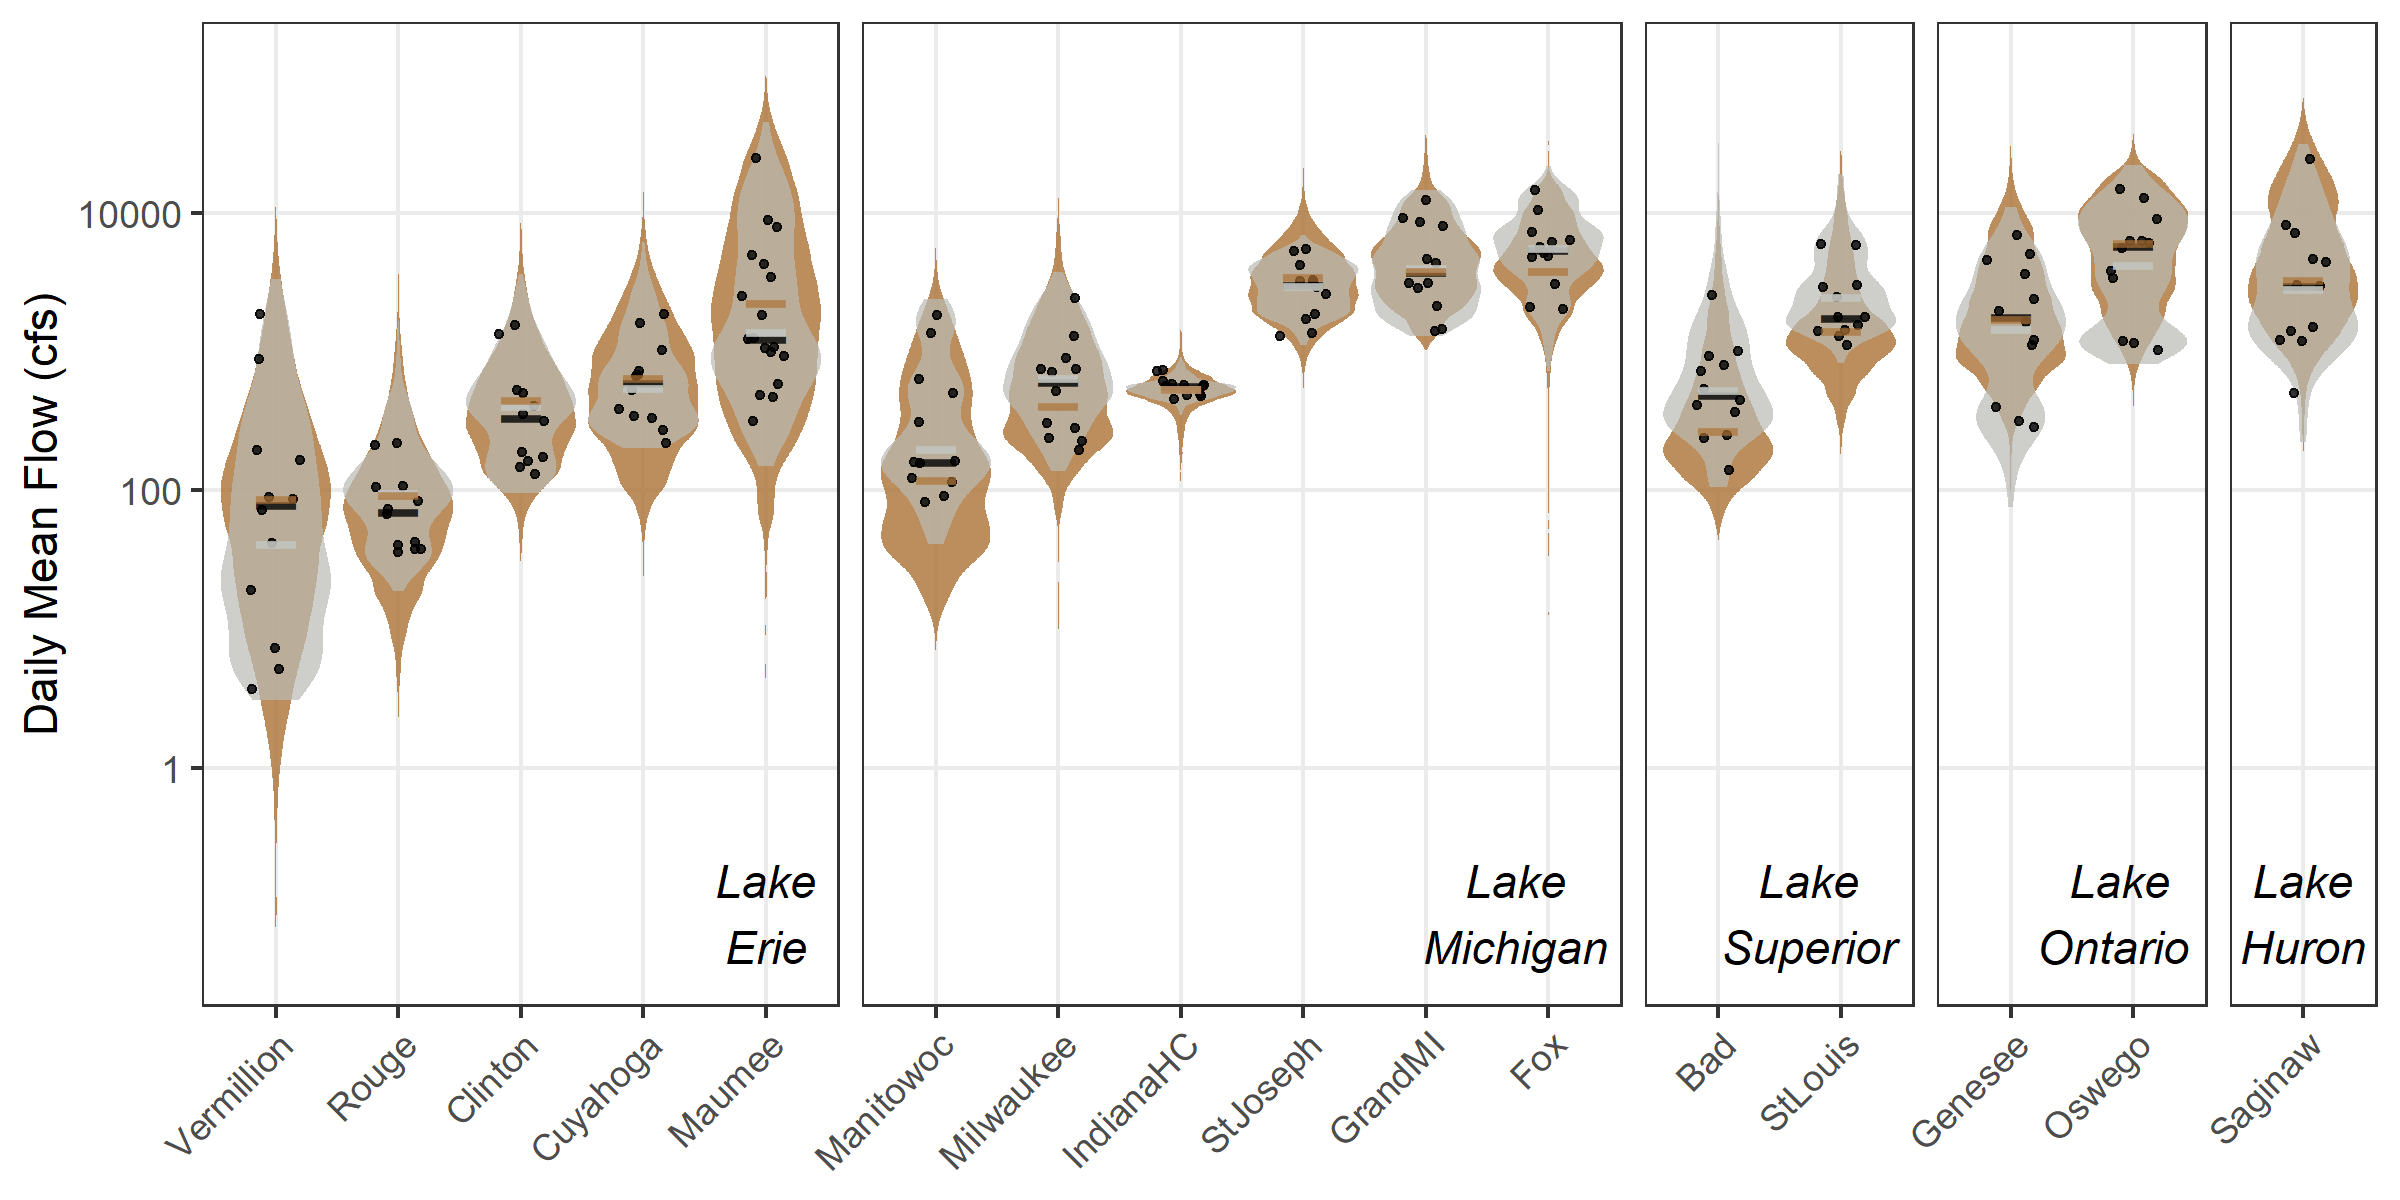 Daily Mean Flow (cfs)
10000
100
1
Lake
Erie
Lake
Michigan
Lake
Superior
Lake
Ontario
Lake
Huron
Vermillion
Rouge
Clinton
Cuyahoga
Maumee
Manitowoc
Milwaukee
IndianaHC
StJoseph
GrandMI
Fox
Bad
StLouis
Genesee
Oswego
Saginaw